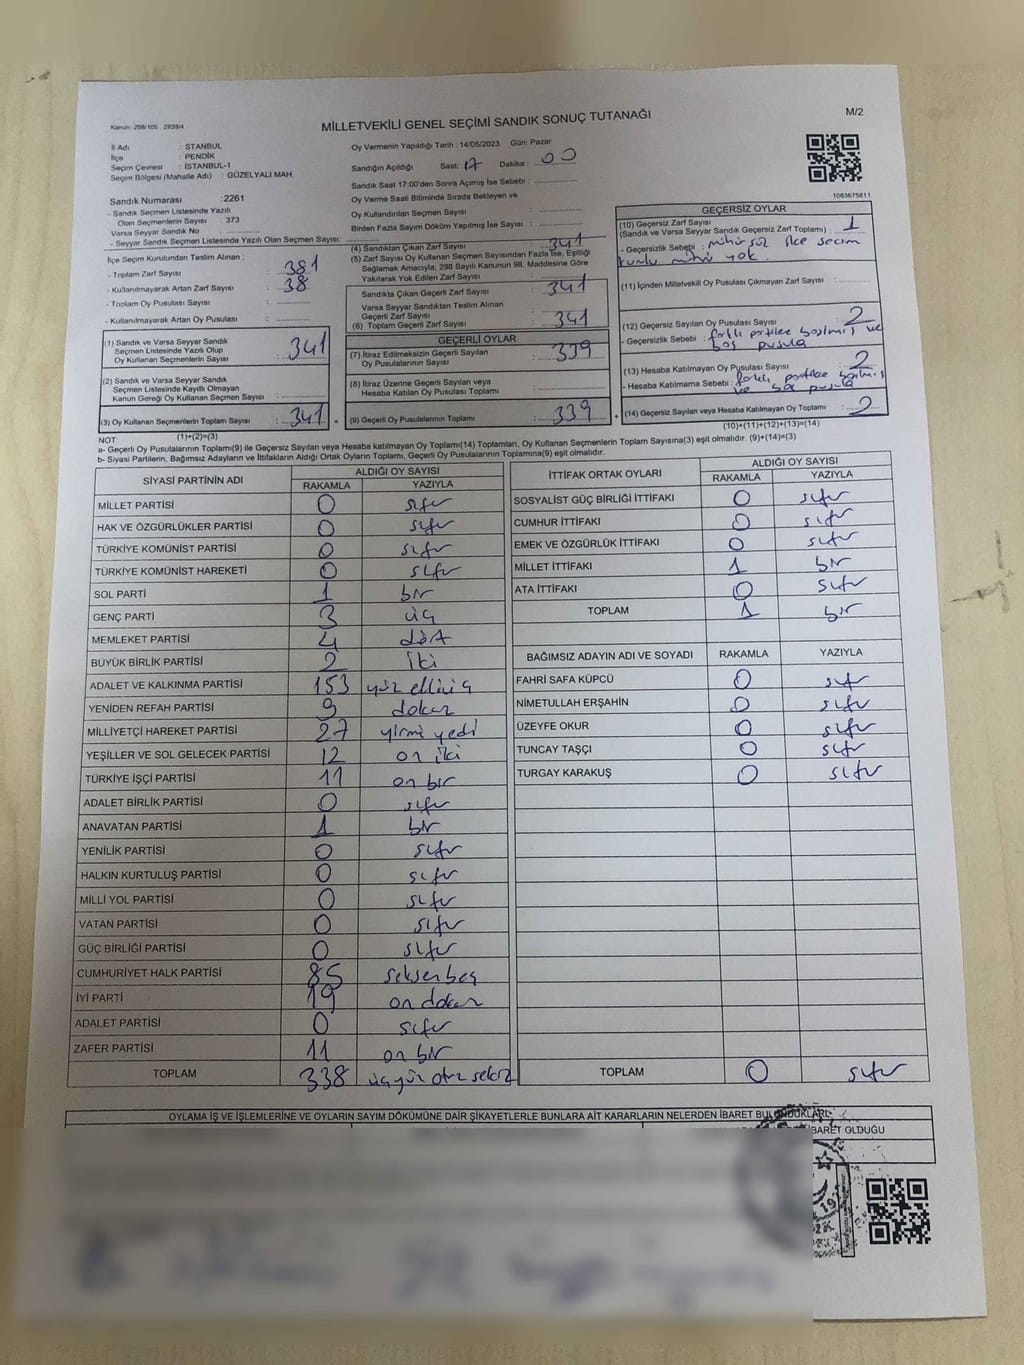 Kanun: 298/105 . 2839/4
MİLLETVEKİLİ GENEL SEÇİMİ SANDIK SONUÇ TUTANAĞI
M/2
İl Adı : STANBUL
İlçe : PENDİK
Seçim Çevresi : İSTANBUL-1
Seçim Bölgesi (Mahalle Adı) : GÜZELYALI MAH.
Sandık Numarası :2261
- Sandık Seçmen Listesinde Yazılı
Olan Seçmenlerin Sayısı : 373
Varsa Seyyar Sandık No :
- Seyyar Sandık Seçmen Listesinde Yazılı Olan Seçmen Sayısı:
İlçe Seçim Kurulundan Teslim Alınan ;
- Toplam Zarf Sayısı : 381
- Kullanılmayarak Artan Zarf Sayısı : 38
- Toplam Oy Pusulası Sayısı :
- Kullanılmayarak Artan Oy Pusulası :
Oy Vermenin Yapıldığı Tarih : 14/05/2023 Gün: Pazar
Sandığın Açıldığı Saat: 17 Dakika : 00
Sandık Saat 17:00'den Sonra Açımış İse Sebebi :
Oy Verme Saati Bitiminde Sırada Bekleyen ve
Oy Kullandırılan Seçmen Sayısı :
Birden Fazla Sayım Döküm Yapılmış İse Sayısı :
(4) Sandıktan Çıkan Zarf Sayısı : 341
(5) Zarf Sayısı Oy Kullanan Seçmen Sayısından Fazla İse, Eşitliği
Sağlamak Amacıyla; 298 Sayılı Kanunun 98. Maddesine Göre
Yakılarak Yok Edilen Zarf Sayısı :
Sandıkta Çıkan Geçerli Zarf Sayısı : 341
Varsa Seyyar Sandıktan Teslim Alınan
Geçerli Zarf Sayısı :
(6) Toplam Geçerli Zarf Sayısı : 341
1083675811
GEÇERSİZ OYLAR
(10) Geçersiz Zarf Sayısı : 1
(Sandık ve Varsa Seyyar Sandık Geçersiz Zarf Toplamı)
- Geçersizlik Sebebi : mühürsüz ilçe seçim
kurulu mührü yok.
(11) İçinden Milletvekili Oy Pusulası Çıkmayan Zarf Sayısı :
(12) Geçersiz Sayılan Oy Pusulası Sayısı : 2
- Geçersizlik Sebebi : farklı partilere basılmış ve
boş pusula
(13) Hesaba Katılmayan Oy Pusulası Sayısı : 2
- Hesaba Katılmama Sebebi : farklı partilere basılmış
ve boş pusula
(14) Geçersiz Sayılan veya Hesaba Katılmayan Oy Toplamı : 2
(10)+(11)+(12)+(13)=(14)
(1) Sandık ve Varsa Seyyar Sandık
Seçmen Listesinde Yazılı Olup
Oy Kullanan Seçmenlerin Sayısı : 341
(2) Sandık ve Varsa Seyyar Sandık
Seçmen Listesinde Kayıtlı Olmayan
Kanun Gereği Oy Kullanan Seçmen Sayısı :
(3) Oy Kullanan Seçmenlerin Toplam Sayısı : 341 =
(1)+(2)=(3)
GEÇERLİ OYLAR
(7) İtiraz Edilmeksizin Geçerli Sayılan
Oy Pusulalarının Sayısı : 339
(8) İtiraz Üzerine Geçerli Sayılan veya
Hesaba Katılan Oy Pusulası Toplamı :
(9) Geçerli Oy Pusulalarının Toplamı : 339 +
NOT:
a- Geçerli Oy Pusulalarının Toplamı(9) ile Geçersiz Sayılan veya Hesaba Katılmayan Oy Toplamı(14) Toplamları, Oy Kullanan Seçmenlerin Toplam Sayısına(3) eşit olmalıdır. (9)+(14)=(3)
b- Siyasi Partilerin, Bağımsız Adayların ve İttifakların Aldığı Ortak Oyların Toplamı, Geçerli Oy Pusulalarının Toplamına(9) eşit olmalıdır.
SİYASİ PARTİNİN ADI ALDIĞI OY SAYISI
RAKAMLA YAZIYLA
MİLLET PARTİSİ 0 sıfır
HAK VE ÖZGÜRLÜKLER PARTİSİ 0 sıfır
TÜRKİYE KOMÜNİST PARTİSİ 0 sıfır
TÜRKİYE KOMÜNİST HAREKETİ 0 sıfır
SOL PARTİ 1 bir
GENÇ PARTİ 3 üç
MEMLEKET PARTİSİ 4 dört
BÜYÜK BİRLİK PARTİSİ 2 iki
ADALET VE KALKINMA PARTİSİ 153 yüz elli üç
YENİDEN REFAH PARTİSİ 9 dokuz
MİLLİYETÇİ HAREKET PARTİSİ 27 yirmi yedi
YEŞİLLER VE SOL GELECEK PARTİSİ 12 on iki
TÜRKİYE İŞÇİ PARTİSİ 11 on bir
ADALET BİRLİK PARTİSİ 0 sıfır
ANAVATAN PARTİSİ 1 bir
YENİLİK PARTİSİ 0 sıfır
HALKIN KURTULUŞ PARTİSİ 0 sıfır
MİLLİ YOL PARTİSİ 0 sıfır
VATAN PARTİSİ 0 sıfır
GÜÇ BİRLİĞİ PARTİSİ 0 sıfır
CUMHURİYET HALK PARTİSİ 85 seksen beş
İYİ PARTİ 19 on dokuz
ADALET PARTİSİ 0 sıfır
ZAFER PARTİSİ 11 on bir
TOPLAM 338 üçyüz otuz sekiz
İTTİFAK ORTAK OYLARI ALDIĞI OY SAYISI
RAKAMLA YAZIYLA
SOSYALİST GÜÇ BİRLİĞİ İTTİFAKI 0 sıfır
CUMHUR İTTİFAKI 0 sıfır
EMEK VE ÖZGÜRLÜK İTTİFAKI 0 sıfır
MİLLET İTTİFAKI 1 bir
ATA İTTİFAKI 0 sıfır
TOPLAM 1 bir
BAĞIMSIZ ADAYIN ADI VE SOYADI RAKAMLA YAZIYLA
FAHRİ SAFA KÜPCÜ 0 sıfır
NİMETULLAH ERŞAHİN 0 sıfır
ÜZEYFE OKUR 0 sıfır
TUNCAY TAŞÇI 0 sıfır
TURGAY KARAKUŞ 0 sıfır
TOPLAM 0 sıfır
OYLAMA İŞ VE İŞLEMLERİNE VE OYLARIN SAYIM DÖKÜMÜNE DAİR ŞİKAYETLERLE BUNLARA AİT KARARLARIN NELERDEN İBARET BULUNDUKLARI
İBARET OLDUĞU